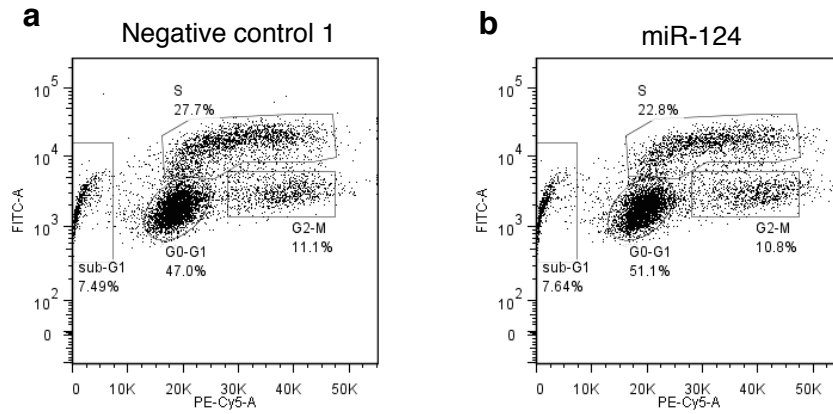 a
Negative control 1
S
27.7%
10^5
10^4
10^3
10^2
0
FITC-A
sub-G1
7.49%
G0-G1
47.0%
G2-M
11.1%
0 10K 20K 30K 40K 50K
PE-Cy5-A
b
miR-124
S
22.8%
10^5
10^4
10^3
10^2
0
FITC-A
sub-G1
7.64%
G0-G1
51.1%
G2-M
10.8%
0 10K 20K 30K 40K 50K
PE-Cy5-A